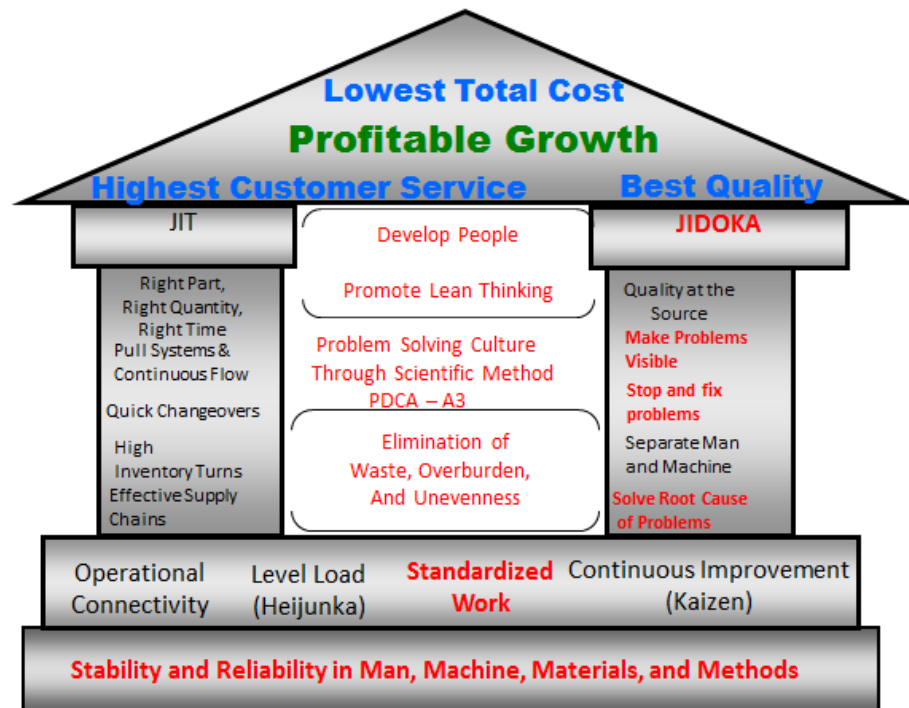 Lowest Total Cost
Profitable Growth
Highest Customer Service
Best Quality
JIT
Right Part,
Right Quantity,
Right Time
Pull Systems &
Continuous Flow
Quick Changeovers
High
Inventory Turns
Effective Supply
Chains
Develop People
Promote Lean Thinking
Problem Solving Culture
Through Scientific Method
PDCA – A3
Elimination of
Waste, Overburden,
And Unevenness
JIDOKA
Quality at the
Source
Make Problems
Visible
Stop and fix
problems
Separate Man
and Machine
Solve Root Cause
of Problems
Operational
Connectivity
Level Load
(Heijunka)
Standardized
Work
Continuous Improvement
(Kaizen)
Stability and Reliability in Man, Machine, Materials, and Methods